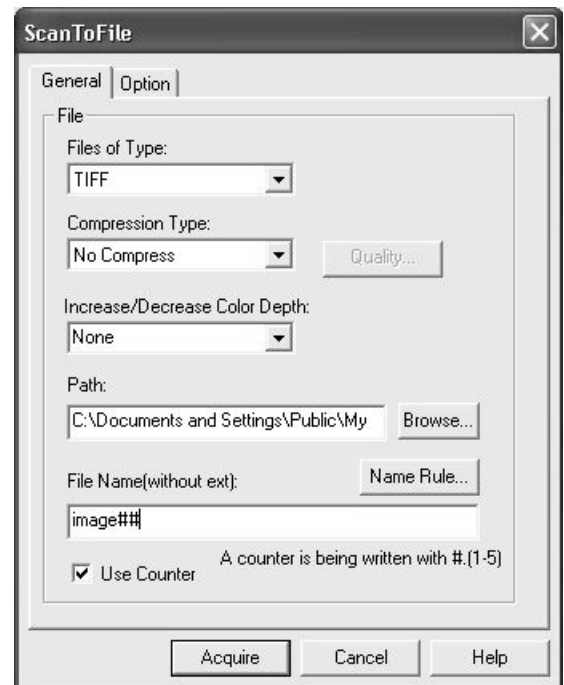 ScanToFile
General Option
File
Files of Type:
TIFF
Compression Type:
No Compress
Quality...
Increase/Decrease Color Depth:
None
Path:
C:\Documents and Settings\Public\My
Browse...
File Name(without ext):
Name Rule...
image##
Use Counter
A counter is being written with #.(1-5)
Acquire Cancel Help